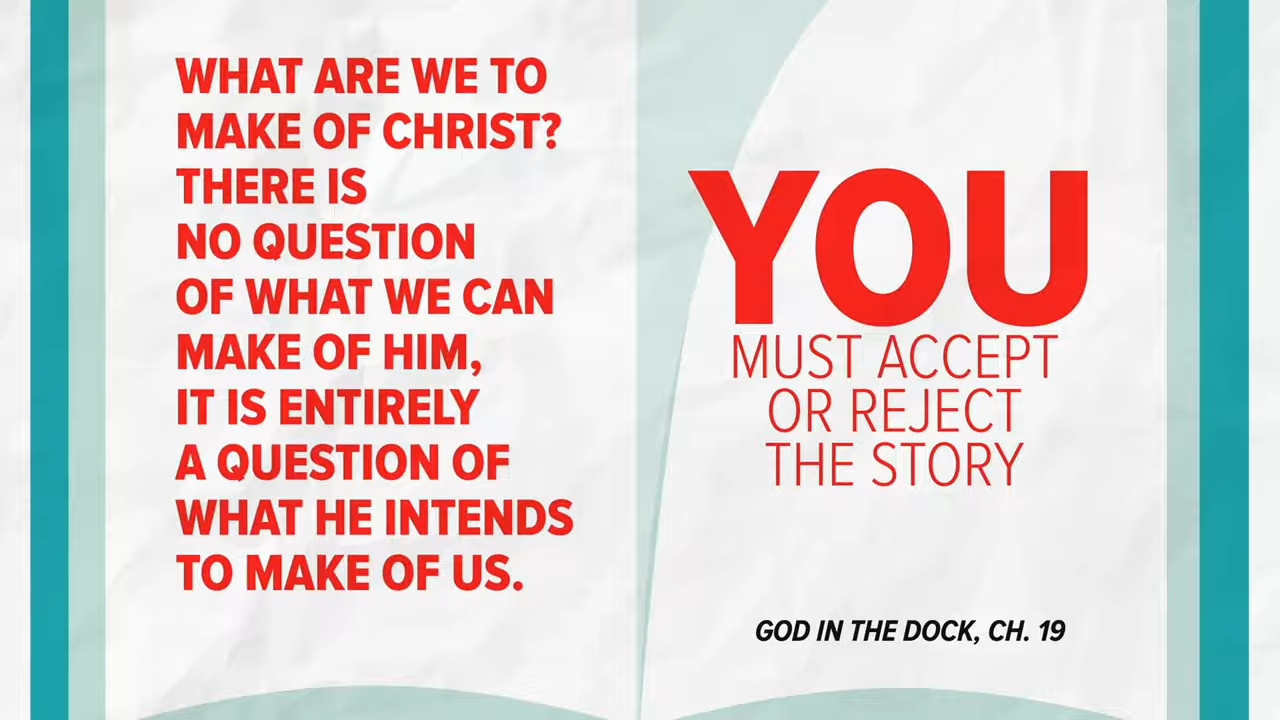 WHAT ARE WE TO
MAKE OF CHRIST?
THERE IS
NO QUESTION
OF WHAT WE CAN
MAKE OF HIM,
IT IS ENTIRELY
A QUESTION OF
WHAT HE INTENDS
TO MAKE OF US.
YOU
MUST ACCEPT
OR REJECT
THE STORY
GOD IN THE DOCK, CH. 19